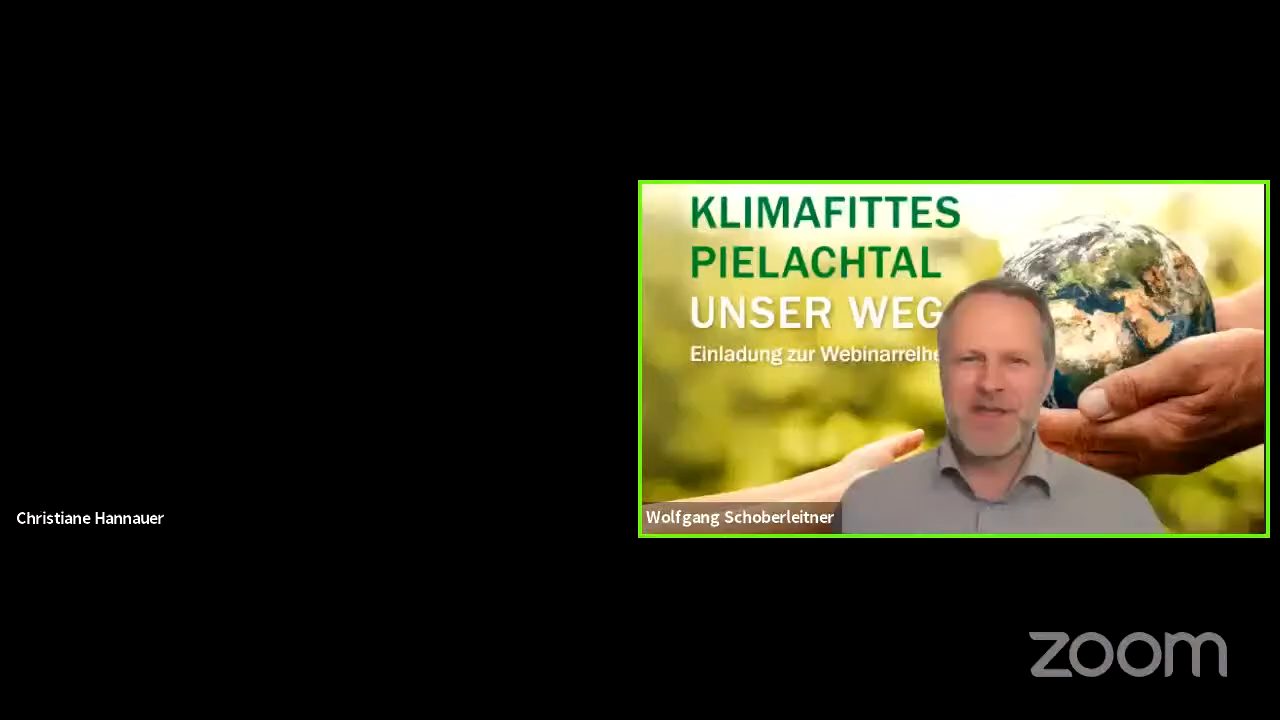 KLIMAFITTES
PIELACHTAL
UNSER WEG
Einladung zur Webinarreihe
Christiane Hannauer
Wolfgang Schoberleitner
zoom